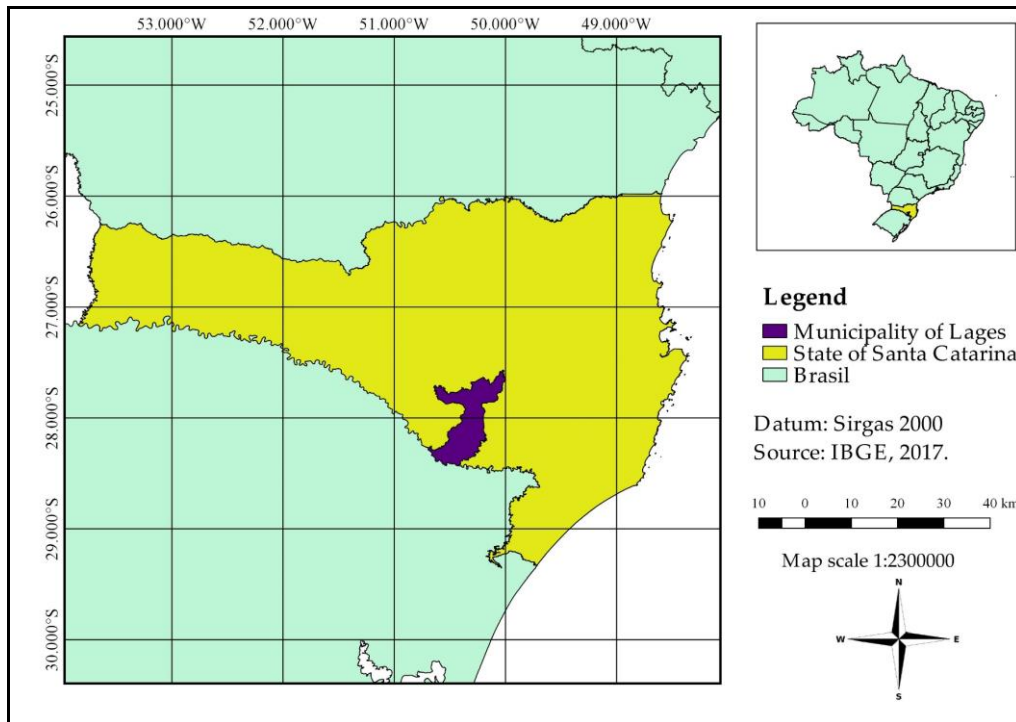 53.000°W 52.000°W 51.000°W 50.000°W 49.000°W
25.000°S
26.000°S
27.000°S
28.000°S
29.000°S
30.000°S
Legend
Municipality of Lages
State of Santa Catarina
Brasil
Datum: Sirgas 2000
Source: IBGE, 2017.
10 0 10 20 30 40 km
Map scale 1:2300000
N
W E
S